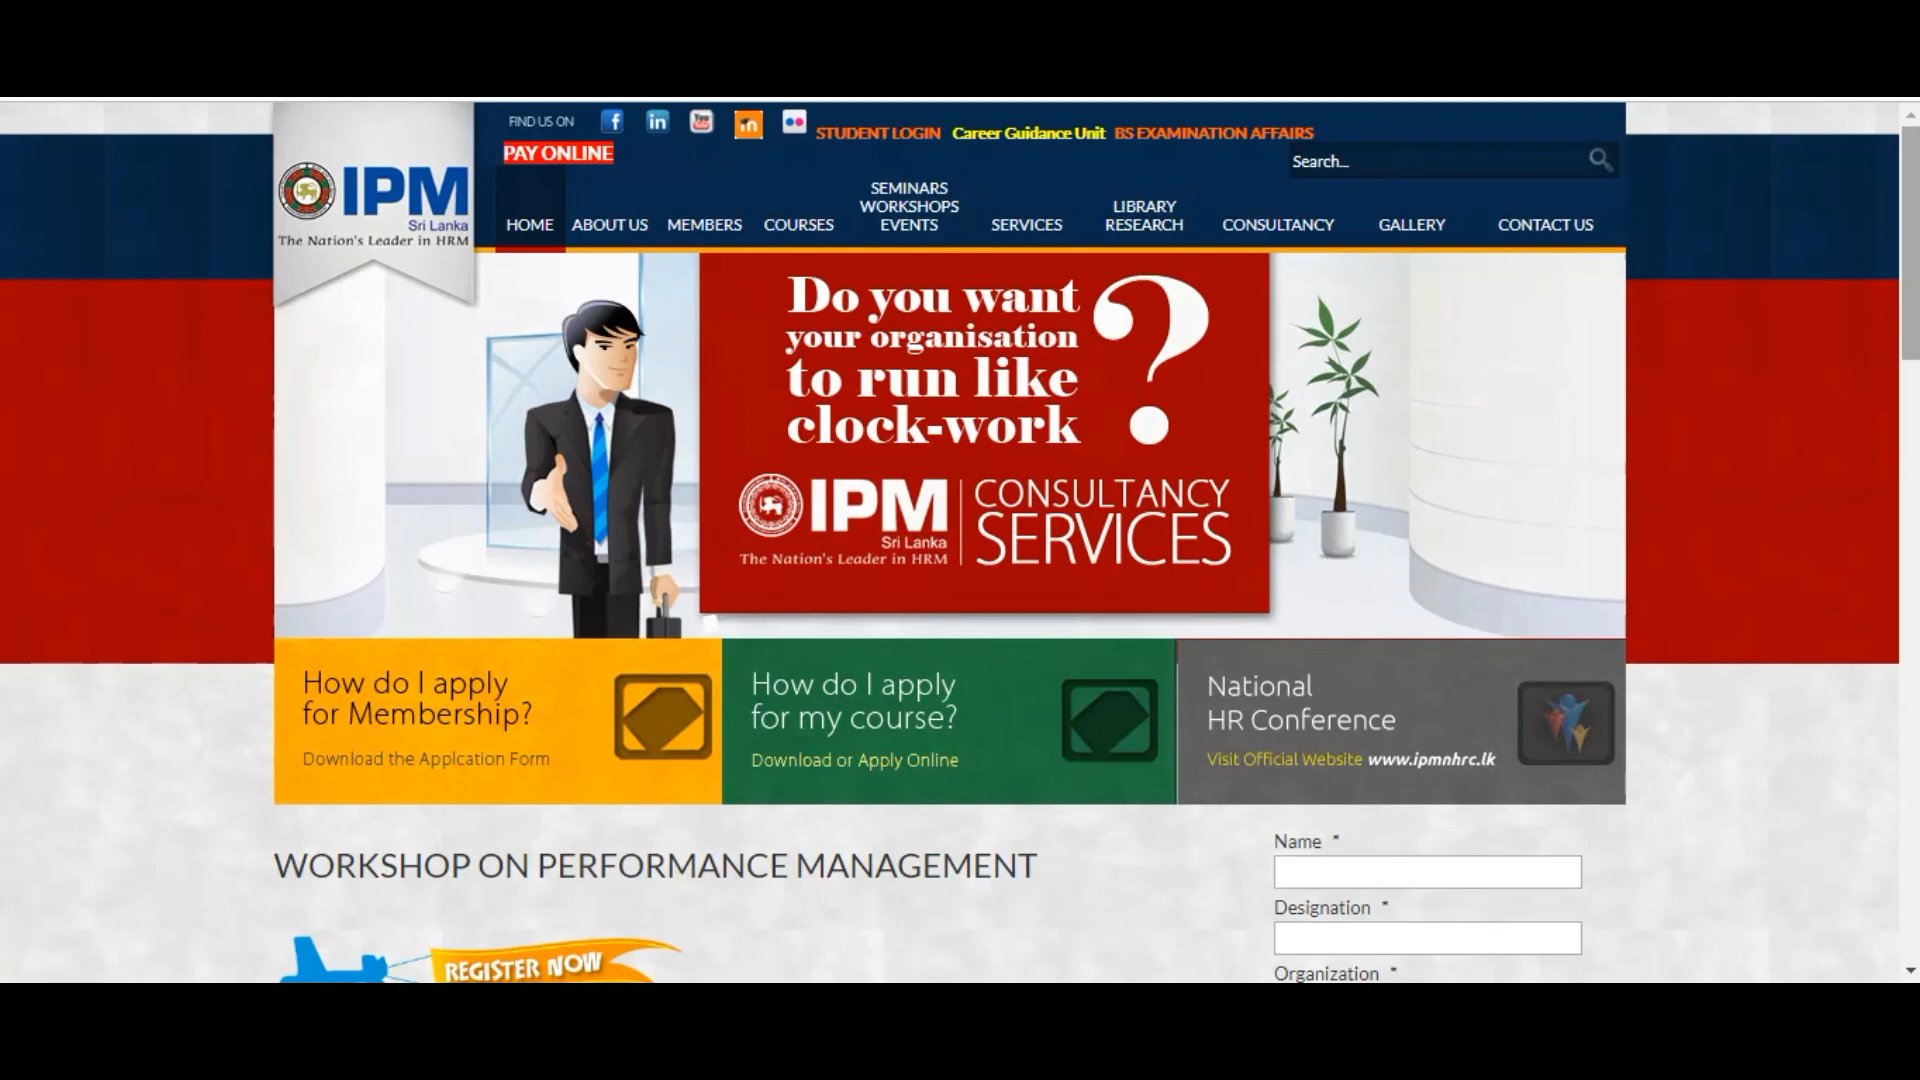 FIND US ON
STUDENT LOGIN Career Guidance Unit BS EXAMINATION AFFAIRS
PAY ONLINE
Search...
IPM
Sri Lanka
The Nation's Leader in HRM
HOME ABOUT US MEMBERS COURSES SEMINARS WORKSHOPS EVENTS SERVICES LIBRARY RESEARCH CONSULTANCY GALLERY CONTACT US
Do you want
your organisation
to run like
clock-work
?
IPM
Sri Lanka
The Nation's Leader in HRM
CONSULTANCY
SERVICES
How do I apply
for Membership?
Download the Applcation Form
How do I apply
for my course?
Download or Apply Online
National
HR Conference
Visit Official Website www.ipmnhrc.lk
WORKSHOP ON PERFORMANCE MANAGEMENT
REGISTER NOW
Name *
Designation *
Organization *